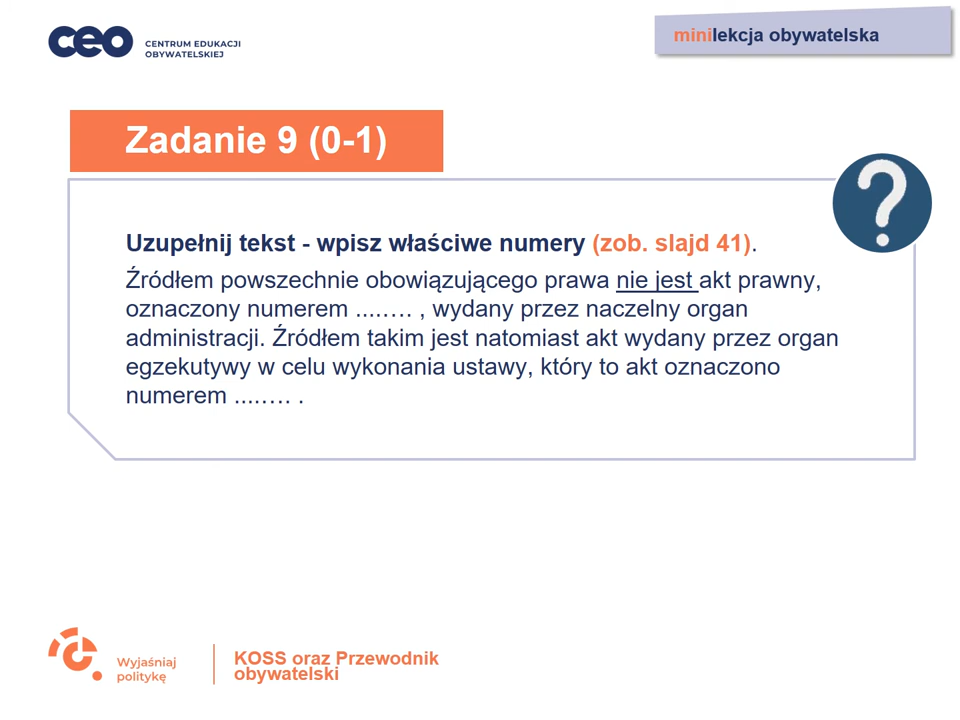 ceo CENTRUM EDUKACJI
OBYWATELSKIEJ
minilekcja obywatelska
Zadanie 9 (0-1)
?
Uzupełnij tekst - wpisz właściwe numery (zob. slajd 41).
Źródłem powszechnie obowiązującego prawa nie jest akt prawny,
oznaczony numerem ....…. , wydany przez naczelny organ
administracji. Źródłem takim jest natomiast akt wydany przez organ
egzekutywy w celu wykonania ustawy, który to akt oznaczono
numerem ....…. .
Wyjaśniaj
politykę
KOSS oraz Przewodnik
obywatelski